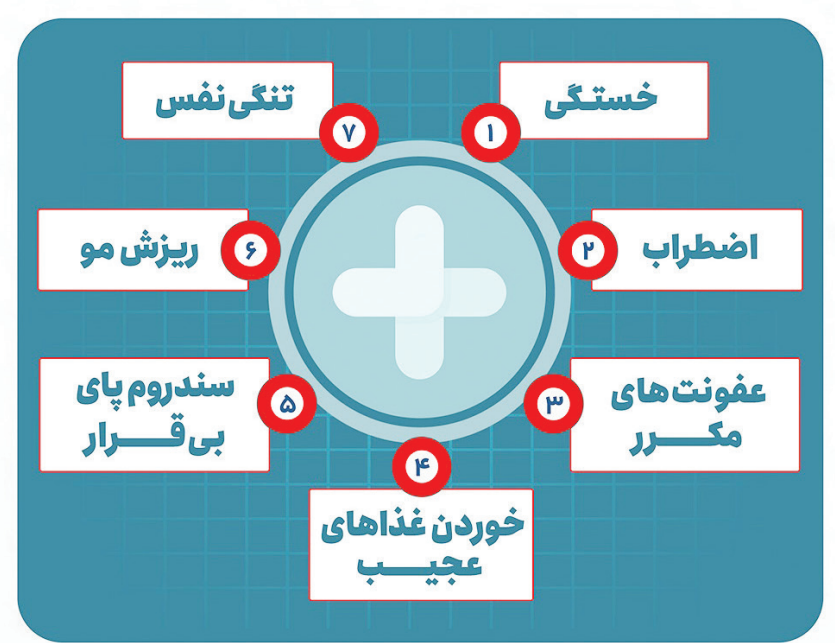 ۱
خستگی
۲
اضطراب
۳
عفونت‌های
مکرر
۴
خوردن غذاهای
عجیب
۵
سندروم پای
بی‌قرار
۶
ریزش مو
۷
تنگی نفس